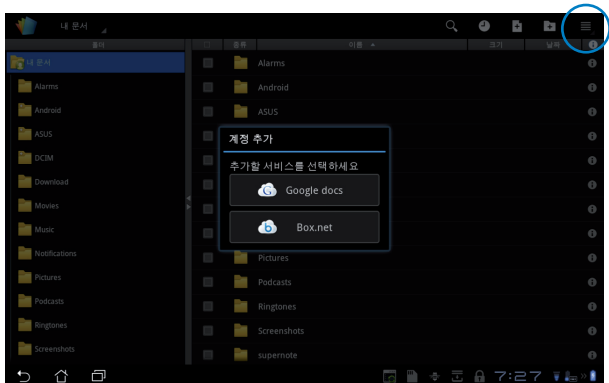 내 문서
폴더
종류
이름
크기
날짜
내 문서
Alarms
Android
ASUS
DCIM
Download
Movies
Music
Notifications
Pictures
Podcasts
Ringtones
Screenshots
Alarms
Android
ASUS
계정 추가
추가할 서비스를 선택하세요
Google docs
Box.net
Pictures
Podcasts
Ringtones
Screenshots
supernote
7:27